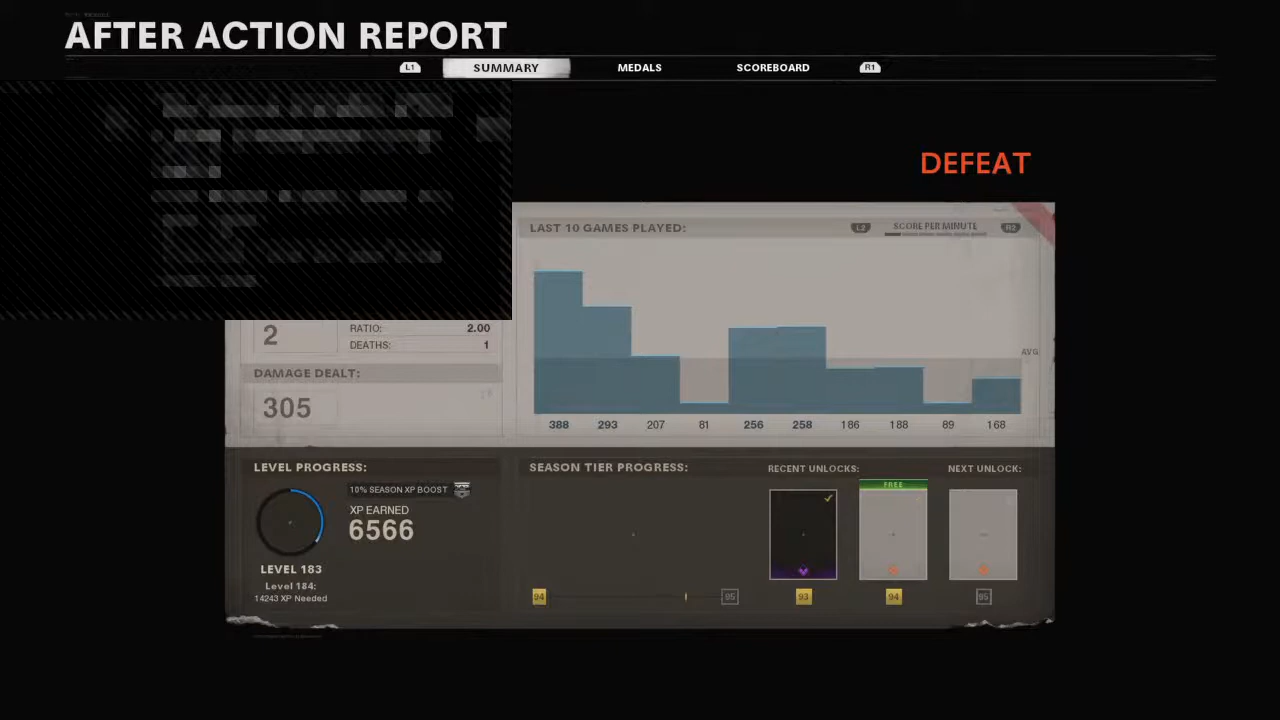 AFTER ACTION REPORT
L1 SUMMARY MEDALS SCOREBOARD R1
DEFEAT
LAST 10 GAMES PLAYED: L2 SCORE PER MINUTE R2
AVG
388 293 207 81 256 258 186 188 89 168
2
RATIO: 2.00
DEATHS: 1
DAMAGE DEALT:
305
LEVEL PROGRESS:
10% SEASON XP BOOST
XP EARNED
6566
LEVEL 183
Level 184:
14243 XP Needed
SEASON TIER PROGRESS: RECENT UNLOCKS: NEXT UNLOCK:
FREE
94 95 93 94 95